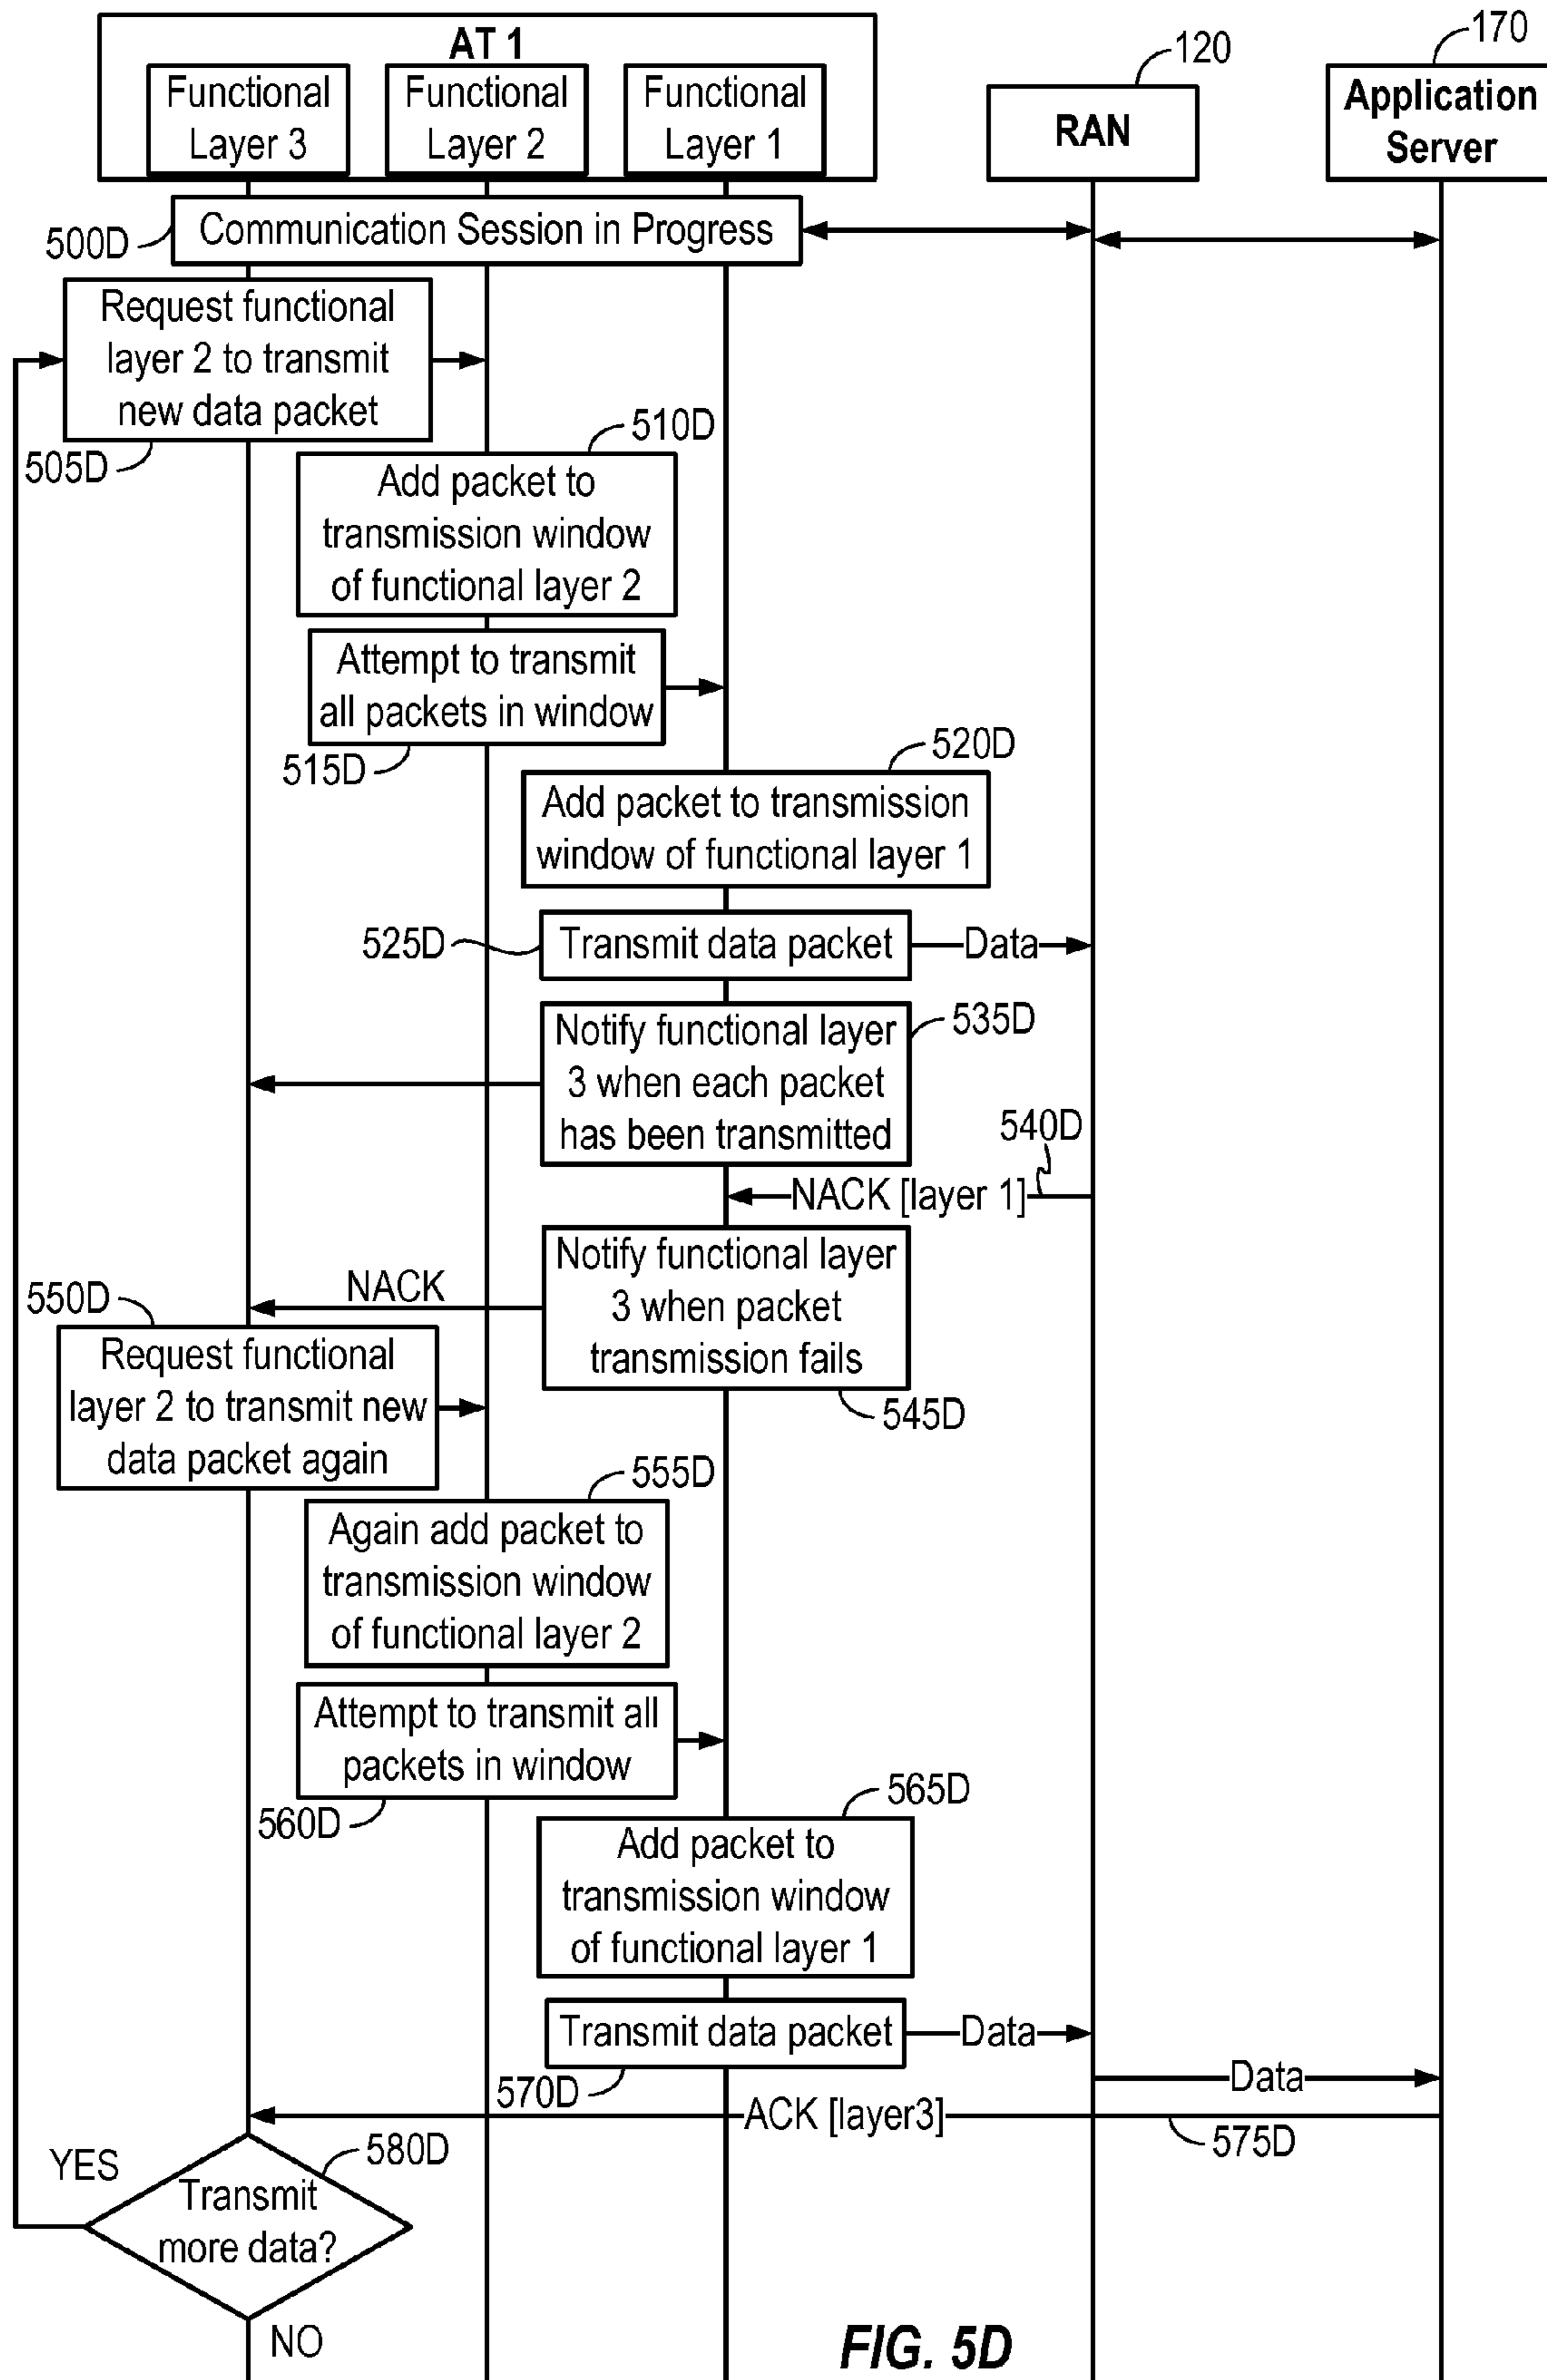 AT 1
Functional
Layer 3
Functional
Layer 2
Functional
Layer 1
120
RAN
170
Application
Server
500D
Communication Session in Progress
Request functional
layer 2 to transmit
new data packet
505D
510D
Add packet to
transmission window
of functional layer 2
Attempt to transmit
all packets in window
515D
520D
Add packet to transmission
window of functional layer 1
525D
Transmit data packet
Data
Notify functional layer
3 when each packet
has been transmitted
535D
540D
NACK [layer 1]
Notify functional layer
3 when packet
transmission fails
545D
NACK
550D
Request functional
layer 2 to transmit new
data packet again
555D
Again add packet to
transmission window
of functional layer 2
Attempt to transmit all
packets in window
560D
565D
Add packet to
transmission window
of functional layer 1
Transmit data packet
Data
570D
Data
ACK [layer3]
575D
YES
580D
Transmit
more data?
NO
FIG. 5D